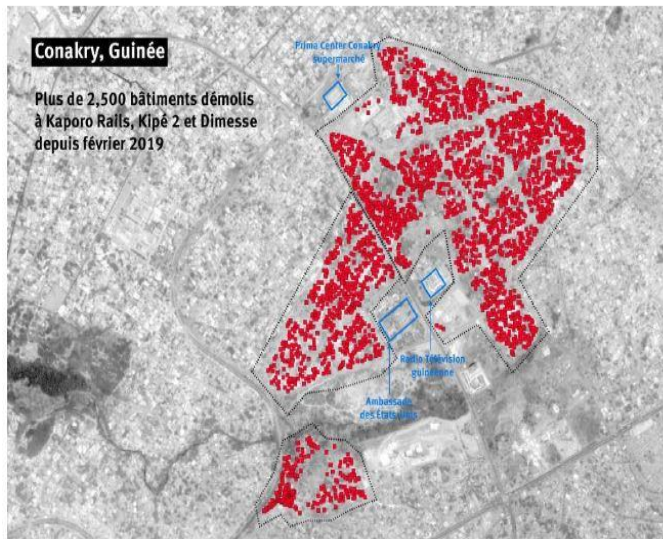 Conakry, Guinée
Plus de 2,500 bâtiments démolis
à Kaporo Rails, Kipé 2 et Dimesse
depuis février 2019
Prima Center Conakry
supermarché
Radio Télévision
guinéenne
Ambassade
des États-Unis